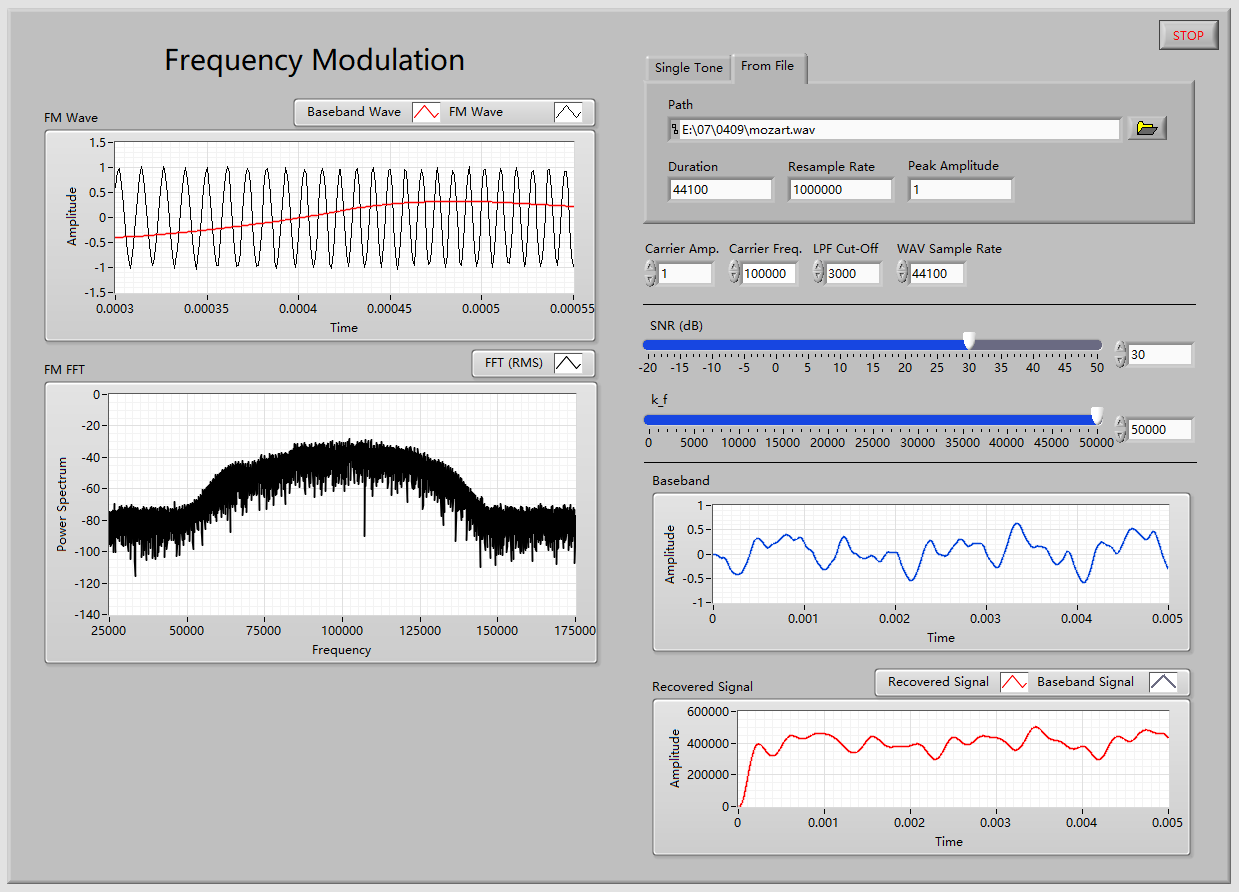 STOP
Frequency Modulation
FM Wave
Baseband Wave FM Wave
Amplitude
1.5
1
0.5
0
-0.5
-1
-1.5
0.0003 0.00035 0.0004 0.00045 0.0005 0.00055
Time
FM FFT
FFT (RMS)
Power Spectrum
0
-20
-40
-60
-80
-100
-120
-140
25000 50000 75000 100000 125000 150000 175000
Frequency
Single Tone From File
Path
E:\07\0409\mozart.wav
Duration Resample Rate Peak Amplitude
44100 1000000 1
Carrier Amp. Carrier Freq. LPF Cut-Off WAV Sample Rate
1 100000 3000 44100
SNR (dB)
-20 -15 -10 -5 0 5 10 15 20 25 30 35 40 45 50
30
k_f
0 5000 10000 15000 20000 25000 30000 35000 40000 45000 50000
50000
Baseband
Amplitude
1
0.5
0
-0.5
-1
0 0.001 0.002 0.003 0.004 0.005
Time
Recovered Signal
Recovered Signal Baseband Signal
Amplitude
600000
400000
200000
0
0 0.001 0.002 0.003 0.004 0.005
Time